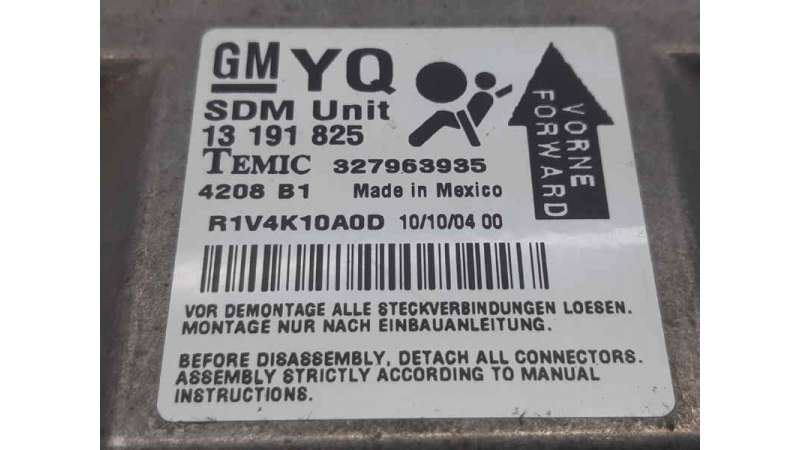 GM YQ
SDM Unit
13 191 825
TEMIC 327963935
4208 B1 Made in Mexico
R1V4K10A0D 10/10/04 00
VORNE
FORWARD
VOR DEMONTAGE ALLE STECKVERBINDUNGEN LOESEN.
MONTAGE NUR NACH EINBAUANLEITUNG.
BEFORE DISASSEMBLY, DETACH ALL CONNECTORS.
ASSEMBLY STRICTLY ACCORDING TO MANUAL
INSTRUCTIONS.